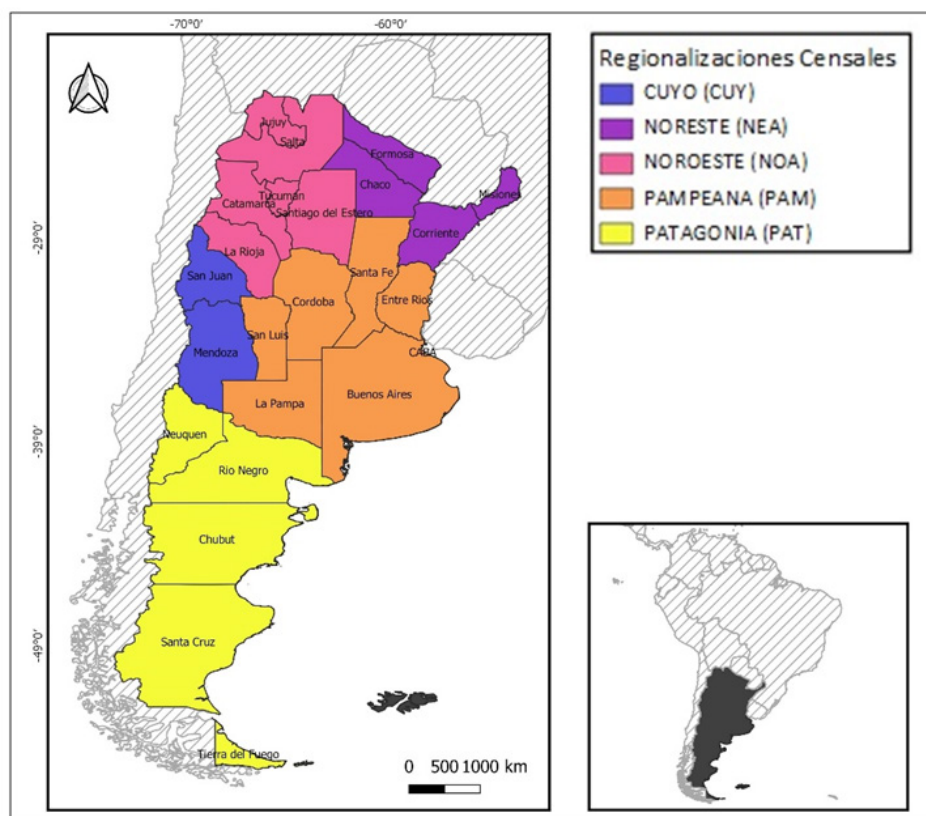 -70°0'
-60°0'
-29°0'
-39°0'
-49°0'
Jujuy
Salta
Formosa
Chaco
Misiones
Tucumán
Catamarca
Santiago del Estero
Corriente
La Rioja
San Juan
Santa Fe
Cordoba
Entre Rios
San Luis
Mendoza
CABA
La Pampa
Buenos Aires
Neuquen
Rio Negro
Chubut
Santa Cruz
Tierra del Fuego
0 500 1000 km
Regionalizaciones Censales
CUYO (CUY)
NORESTE (NEA)
NOROESTE (NOA)
PAMPEANA (PAM)
PATAGONIA (PAT)